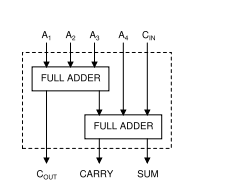 A1 A2 A3 A4 CIN
FULL ADDER
FULL ADDER
COUT CARRY SUM